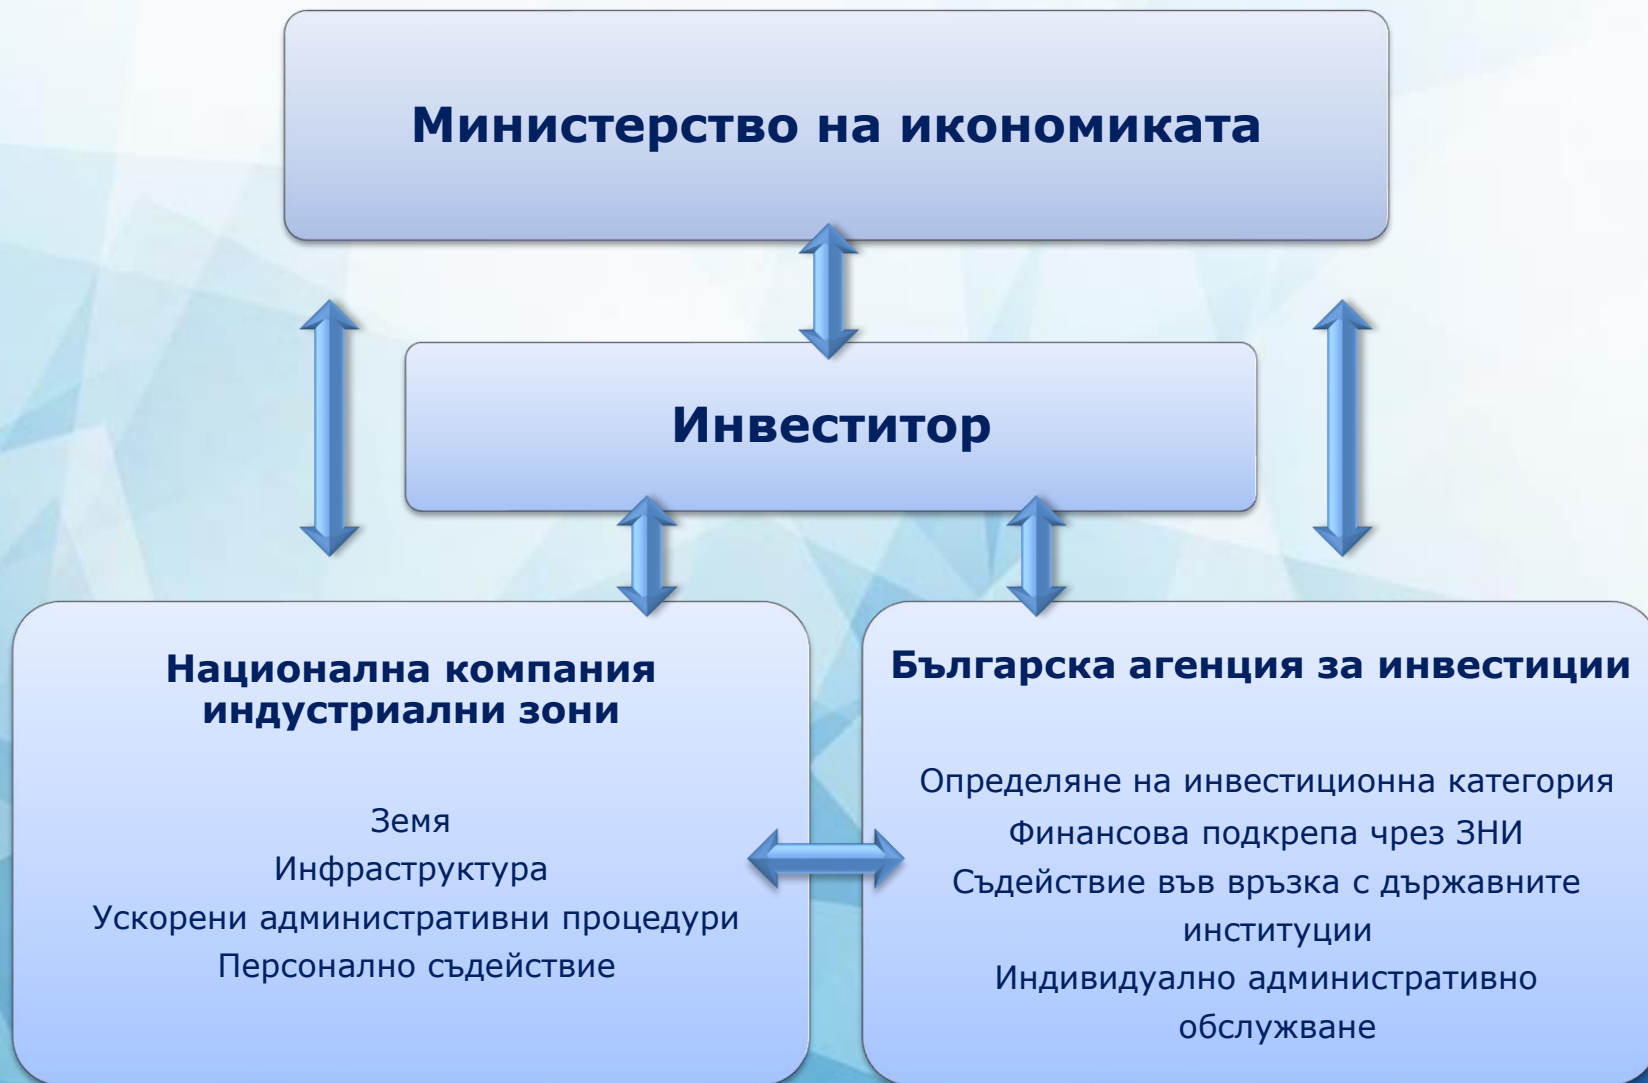 Министерство на икономиката
Инвеститор
Национална компания
индустриални зони
Земя
Инфраструктура
Ускорени административни процедури
Персонално съдействие
Българска агенция за инвестиции
Определяне на инвестиционна категория
Финансова подкрепа чрез ЗНИ
Съдействие във връзка с държавните
институции
Индивидуално административно
обслужване